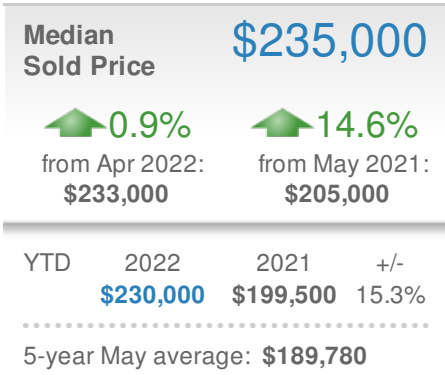 Median $235,000
Sold Price
0.9% 14.6%
from Apr 2022: from May 2021:
$233,000 $205,000
YTD 2022 2021 +/-
$230,000 $199,500 15.3%
5-year May average: $189,780